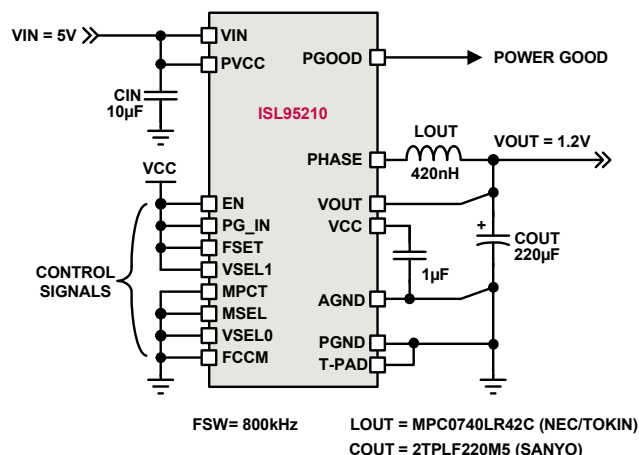 VIN = 5V
VIN
PVCC
PGOOD
POWER GOOD
CIN
10µF
ISL95210
LOUT
VOUT = 1.2V
PHASE
420nH
VCC
EN
VOUT
PG_IN
VCC
+
COUT
220µF
FSET
CONTROL
SIGNALS
VSEL1
1µF
MPCT
AGND
MSEL
VSEL0
PGND
FCCM
T-PAD
FSW= 800kHz
LOUT = MPC0740LR42C (NEC/TOKIN)
COUT = 2TPLF220M5 (SANYO)